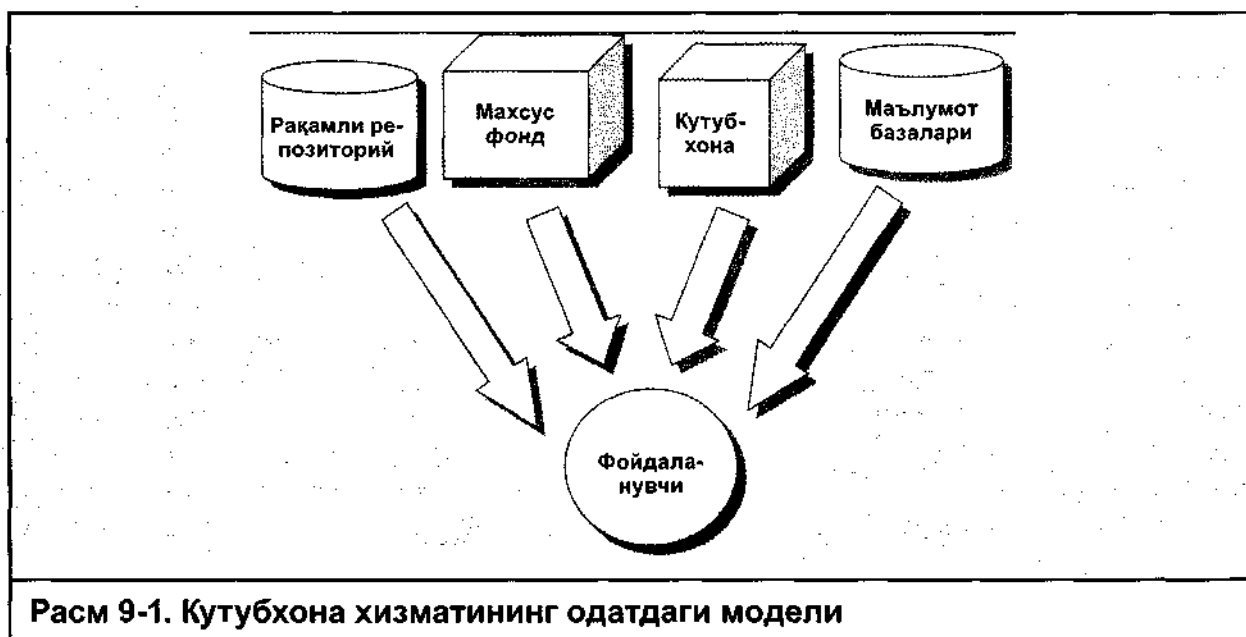 Рақамли ре-
позиторий
Махсус
фонд
Кутуб-
хона
Маълумот
базалари
Фойдала-
нувчи
Расм 9-1. Кутубхона хизматининг одатдаги модели